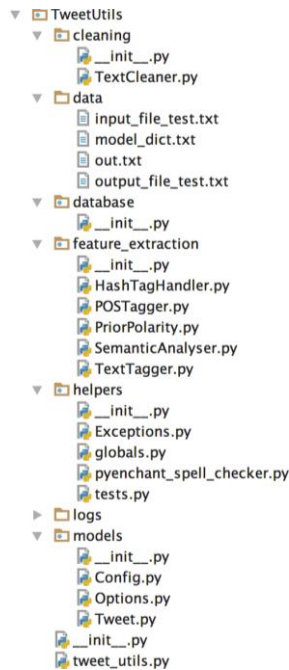 TweetUtils
cleaning
__init__.py
TextCleaner.py
data
input_file_test.txt
model_dict.txt
out.txt
output_file_test.txt
database
__init__.py
feature_extraction
__init__.py
HashTagHandler.py
POSTagger.py
PriorPolarity.py
SemanticAnalyser.py
TextTagger.py
helpers
__init__.py
Exceptions.py
globals.py
pyenchant_spell_checker.py
tests.py
logs
models
__init__.py
Config.py
Options.py
Tweet.py
__init__.py
tweet_utils.py